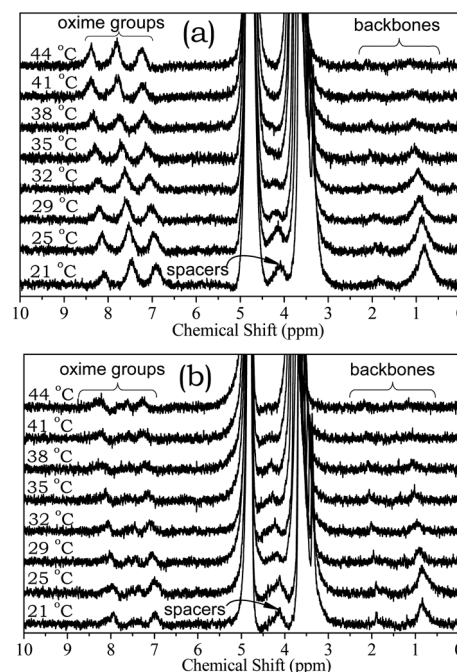 oxime groups
(a)
backbones
44 °C
41 °C
38 °C
35 °C
32 °C
29 °C
25 °C
21 °C
spacers
10 9 8 7 6 5 4 3 2 1 0
Chemical Shift (ppm)
oxime groups
(b)
backbones
44 °C
41 °C
38 °C
35 °C
32 °C
29 °C
25 °C
21 °C
spacers
10 9 8 7 6 5 4 3 2 1 0
Chemical Shift (ppm)